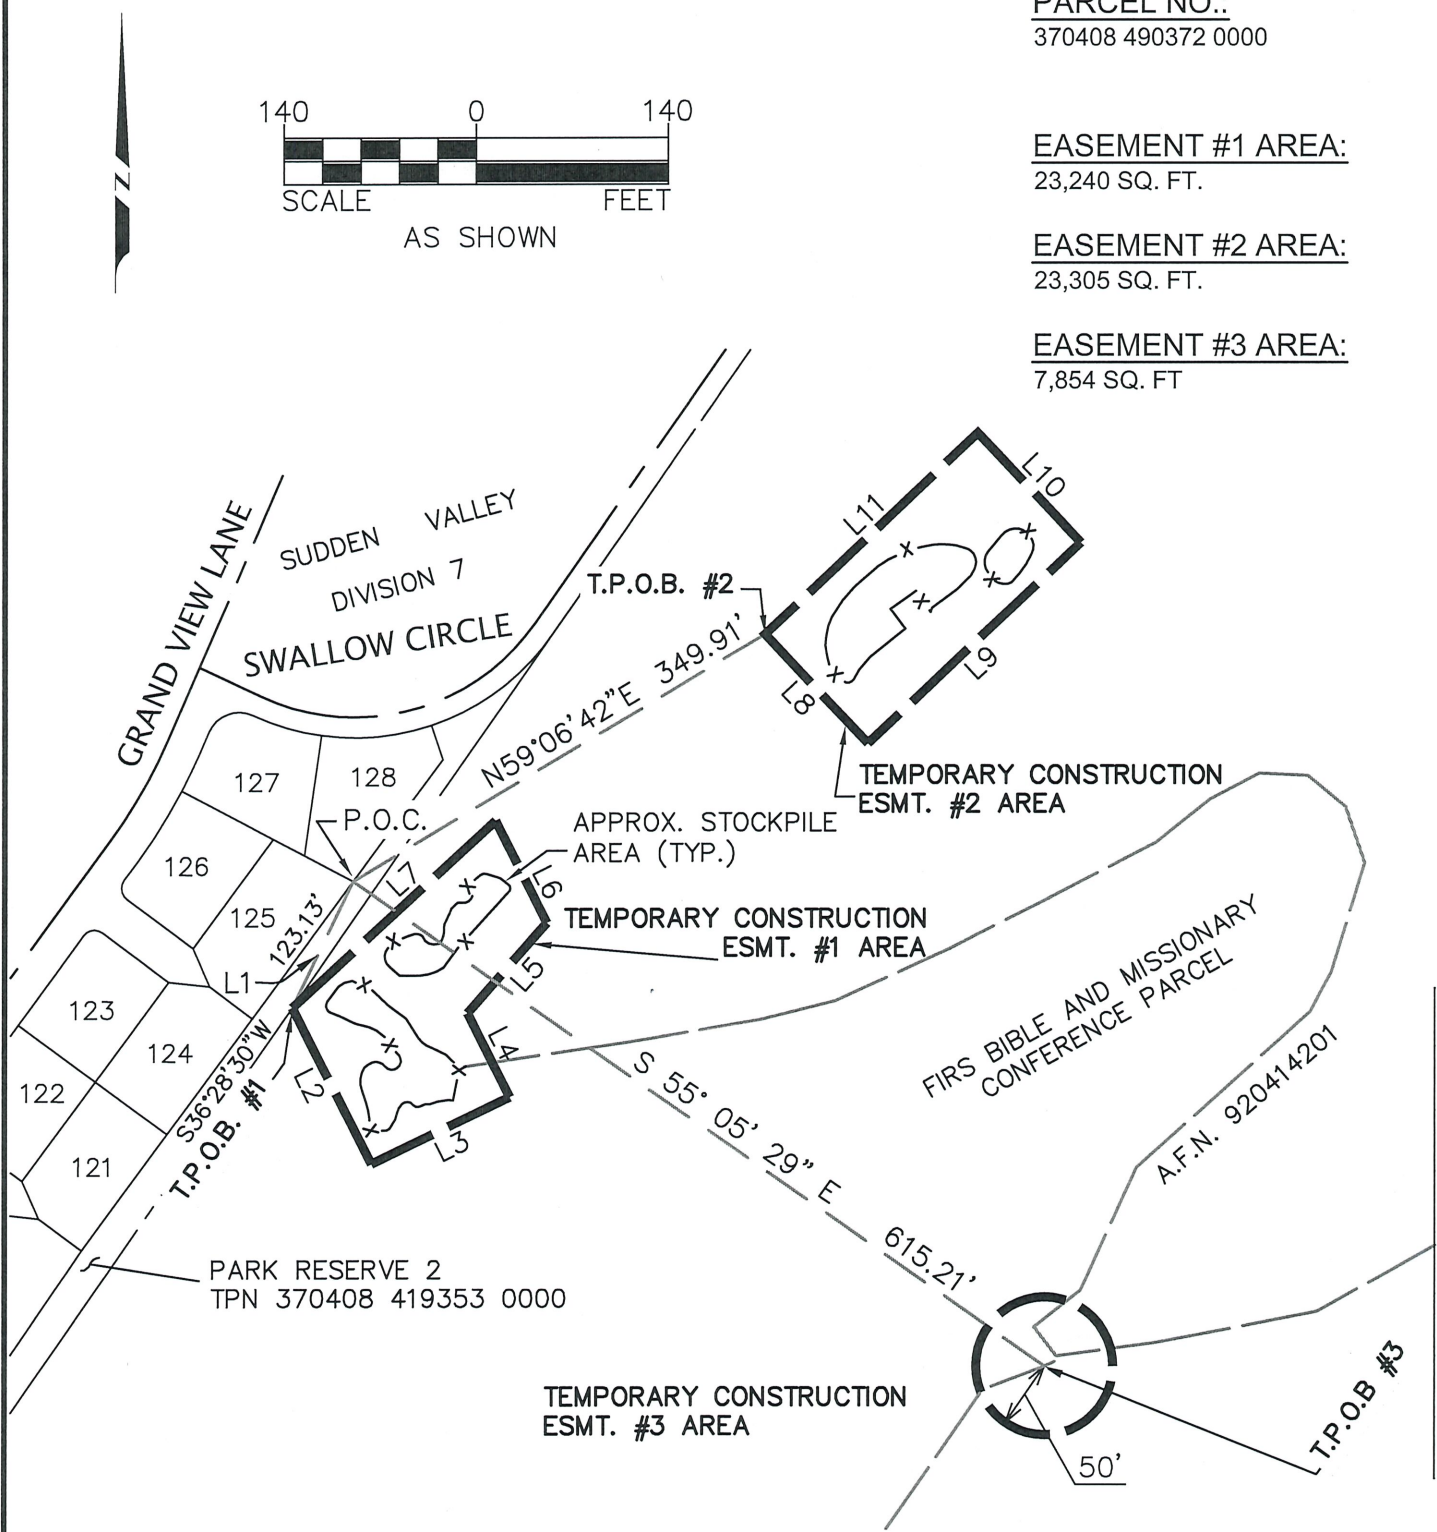 PARCEL NO.:
370408 490372 0000
140 0 140
SCALE FEET
AS SHOWN
N
EASEMENT #1 AREA:
23,240 SQ. FT.
EASEMENT #2 AREA:
23,305 SQ. FT.
EASEMENT #3 AREA:
7,854 SQ. FT
GRAND VIEW LANE
SUDDEN VALLEY
DIVISION 7
SWALLOW CIRCLE
T.P.O.B. #2
L11
L10
L9
L8
N59°06'42"E 349.91'
TEMPORARY CONSTRUCTION
ESMT. #2 AREA
127
128
P.O.C.
126
125
APPROX. STOCKPILE
AREA (TYP.)
L7
L6
123.13'
L1
TEMPORARY CONSTRUCTION
ESMT. #1 AREA
L5
L4
L3
L2
123
124
122
121
S36°28'30"W
T.P.O.B. #1
S 55° 05' 29" E 615.21'
FIRS BIBLE AND MISSIONARY
CONFERENCE PARCEL
A.F.N. 920414201
PARK RESERVE 2
TPN 370408 419353 0000
TEMPORARY CONSTRUCTION
ESMT. #3 AREA
50'
T.P.O.B #3